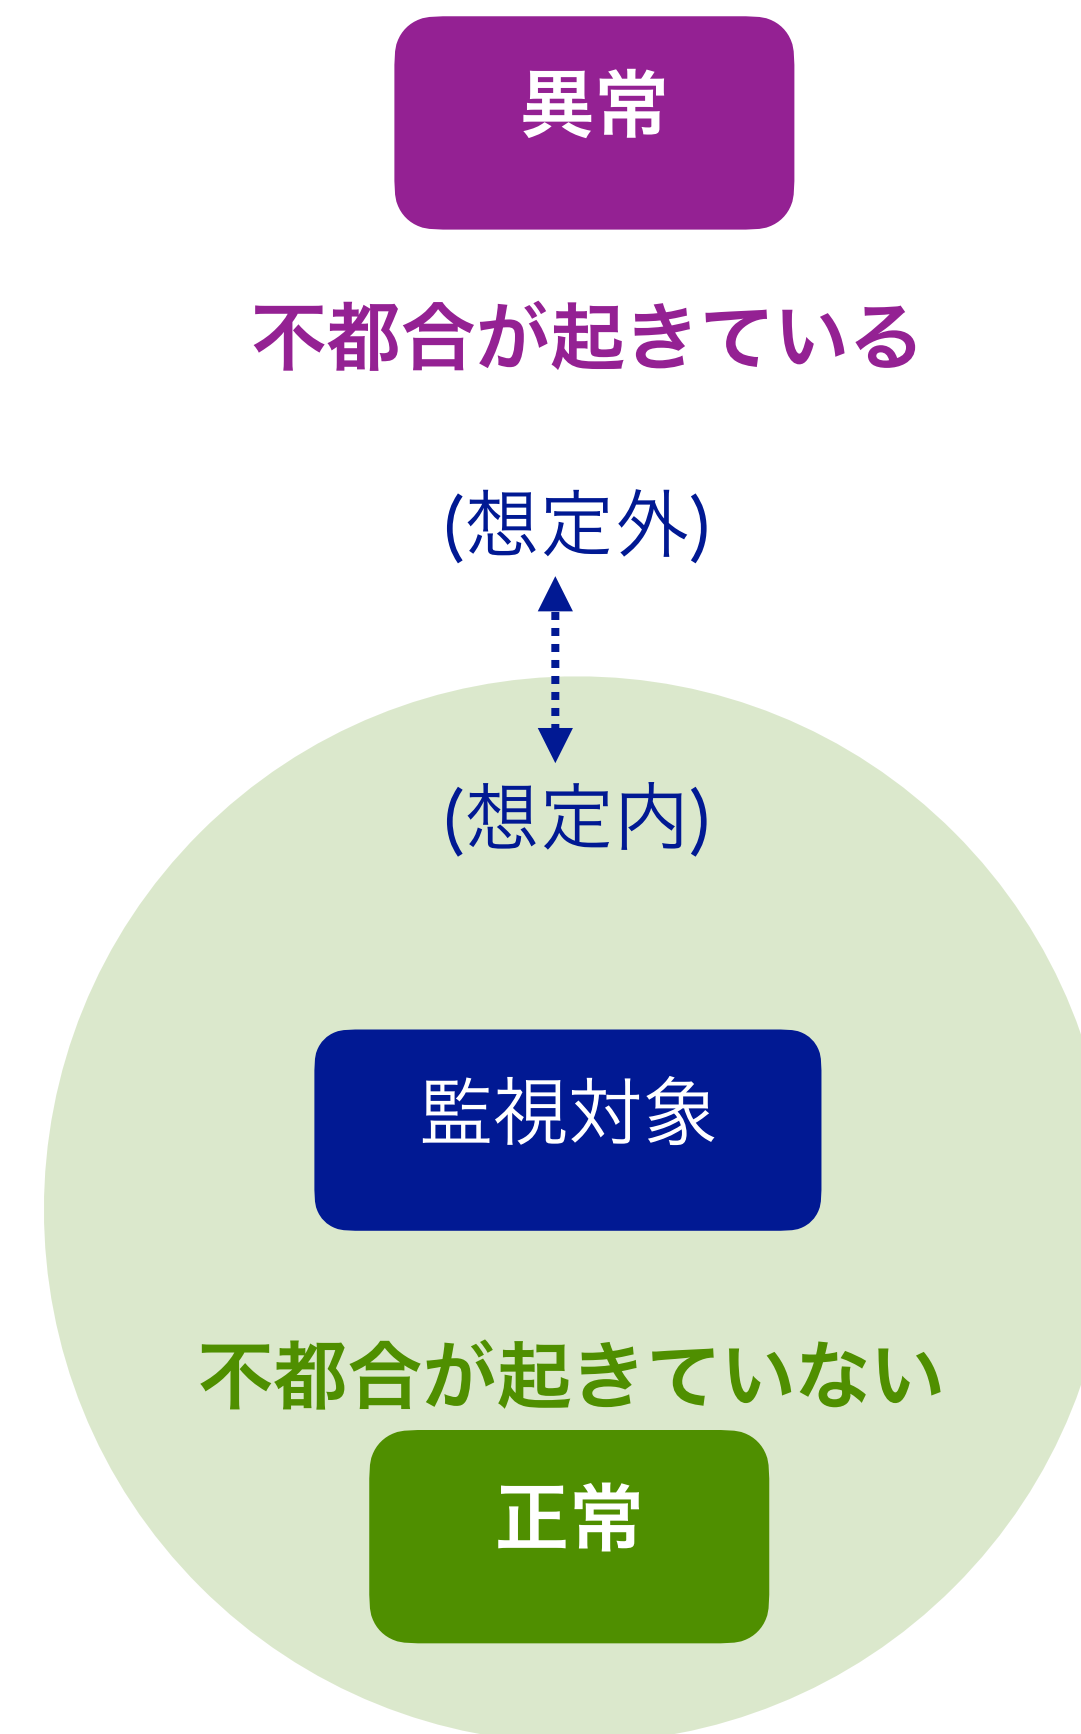 異常
不都合が起きている
(想定外)
(想定内)
監視対象
不都合が起きていない
正常